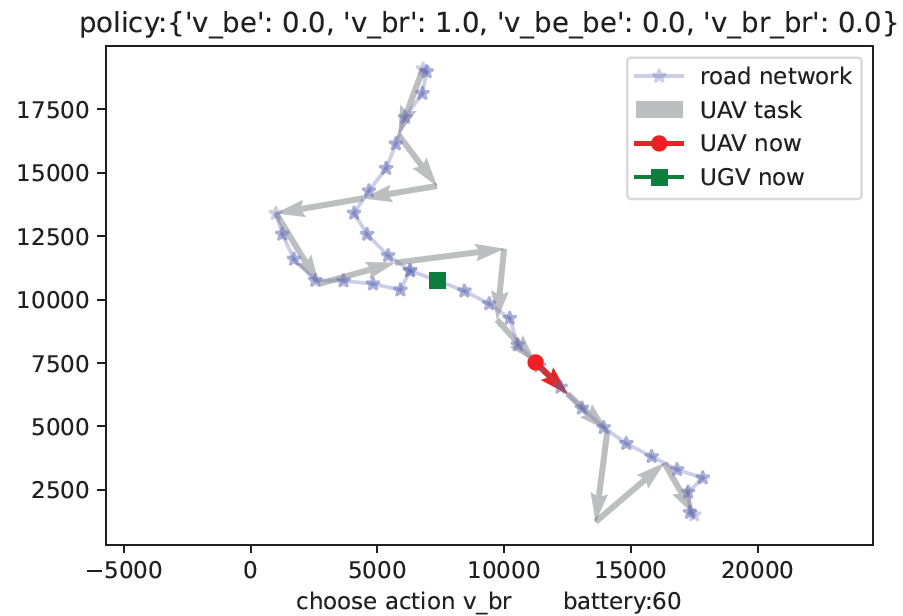 policy:{'v_be': 0.0, 'v_br': 1.0, 'v_be_be': 0.0, 'v_br_br': 0.0}
road network
UAV task
UAV now
UGV now
17500
15000
12500
10000
7500
5000
2500
−5000 0 5000 10000 15000 20000
choose action v_br battery:60